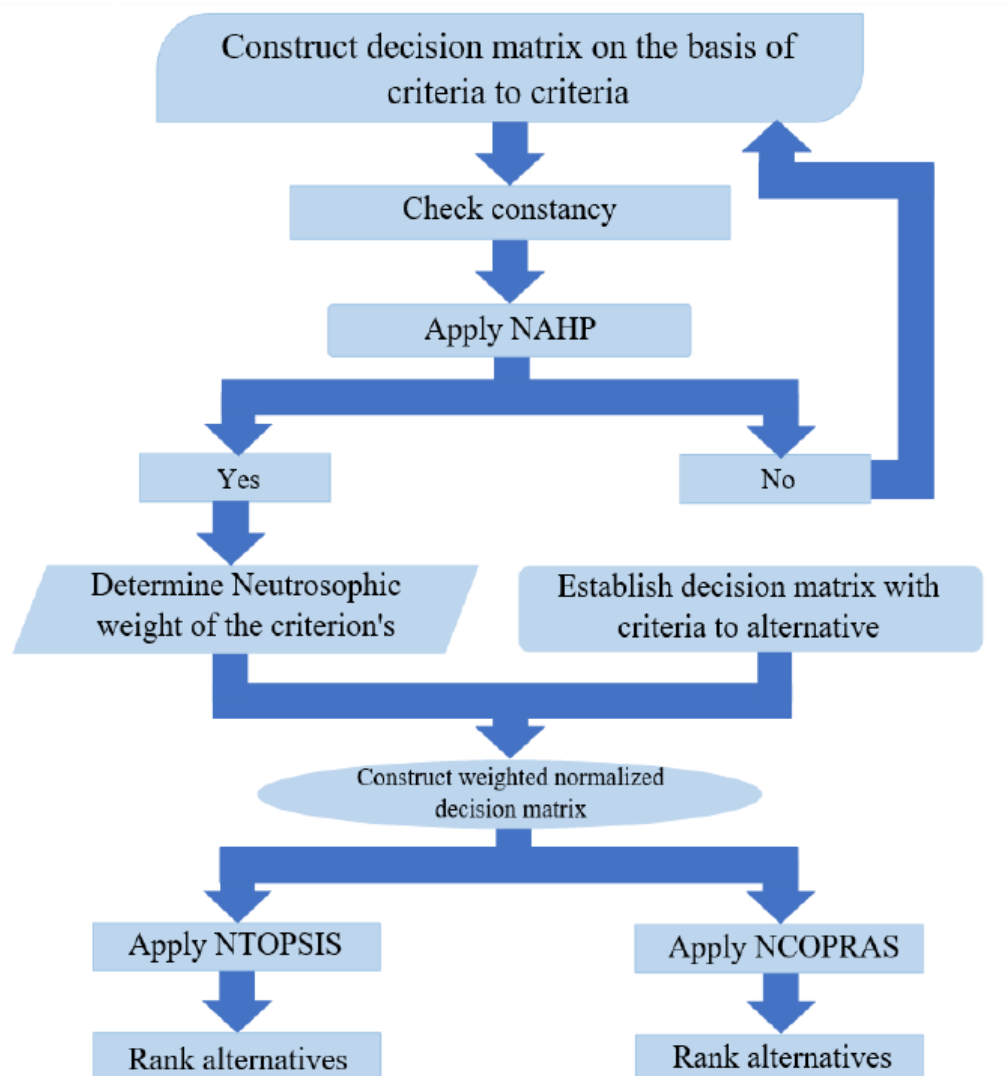 Construct decision matrix on the basis of
criteria to criteria
Check constancy
Apply NAHP
Yes
No
Determine Neutrosophic
weight of the criterion's
Establish decision matrix with
criteria to alternative
Construct weighted normalized
decision matrix
Apply NTOPSIS
Apply NCOPRAS
Rank alternatives
Rank alternatives